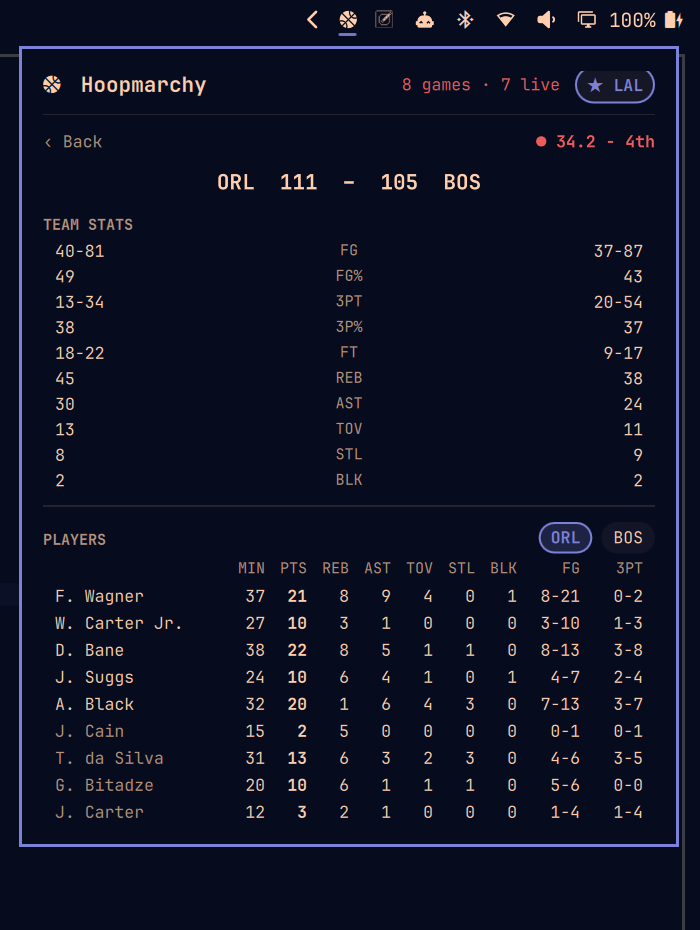 100%
Hoopmarchy 8 games · 7 live ★ LAL
‹ Back ● 34.2 - 4th
ORL 111 – 105 BOS
TEAM STATS
40-81 FG 37-87
49 FG% 43
13-34 3PT 20-54
38 3P% 37
18-22 FT 9-17
45 REB 38
30 AST 24
13 TOV 11
8 STL 9
2 BLK 2
PLAYERS ORL BOS
MIN PTS REB AST TOV STL BLK FG 3PT
F. Wagner 37 21 8 9 4 0 1 8-21 0-2
W. Carter Jr. 27 10 3 1 0 0 0 3-10 1-3
D. Bane 38 22 8 5 1 1 0 8-13 3-8
J. Suggs 24 10 6 4 1 0 1 4-7 2-4
A. Black 32 20 1 6 4 3 0 7-13 3-7
J. Cain 15 2 5 0 0 0 0 0-1 0-1
T. da Silva 31 13 6 3 2 3 0 4-6 3-5
G. Bitadze 20 10 6 1 1 1 0 5-6 0-0
J. Carter 12 3 2 1 0 0 0 1-4 1-4